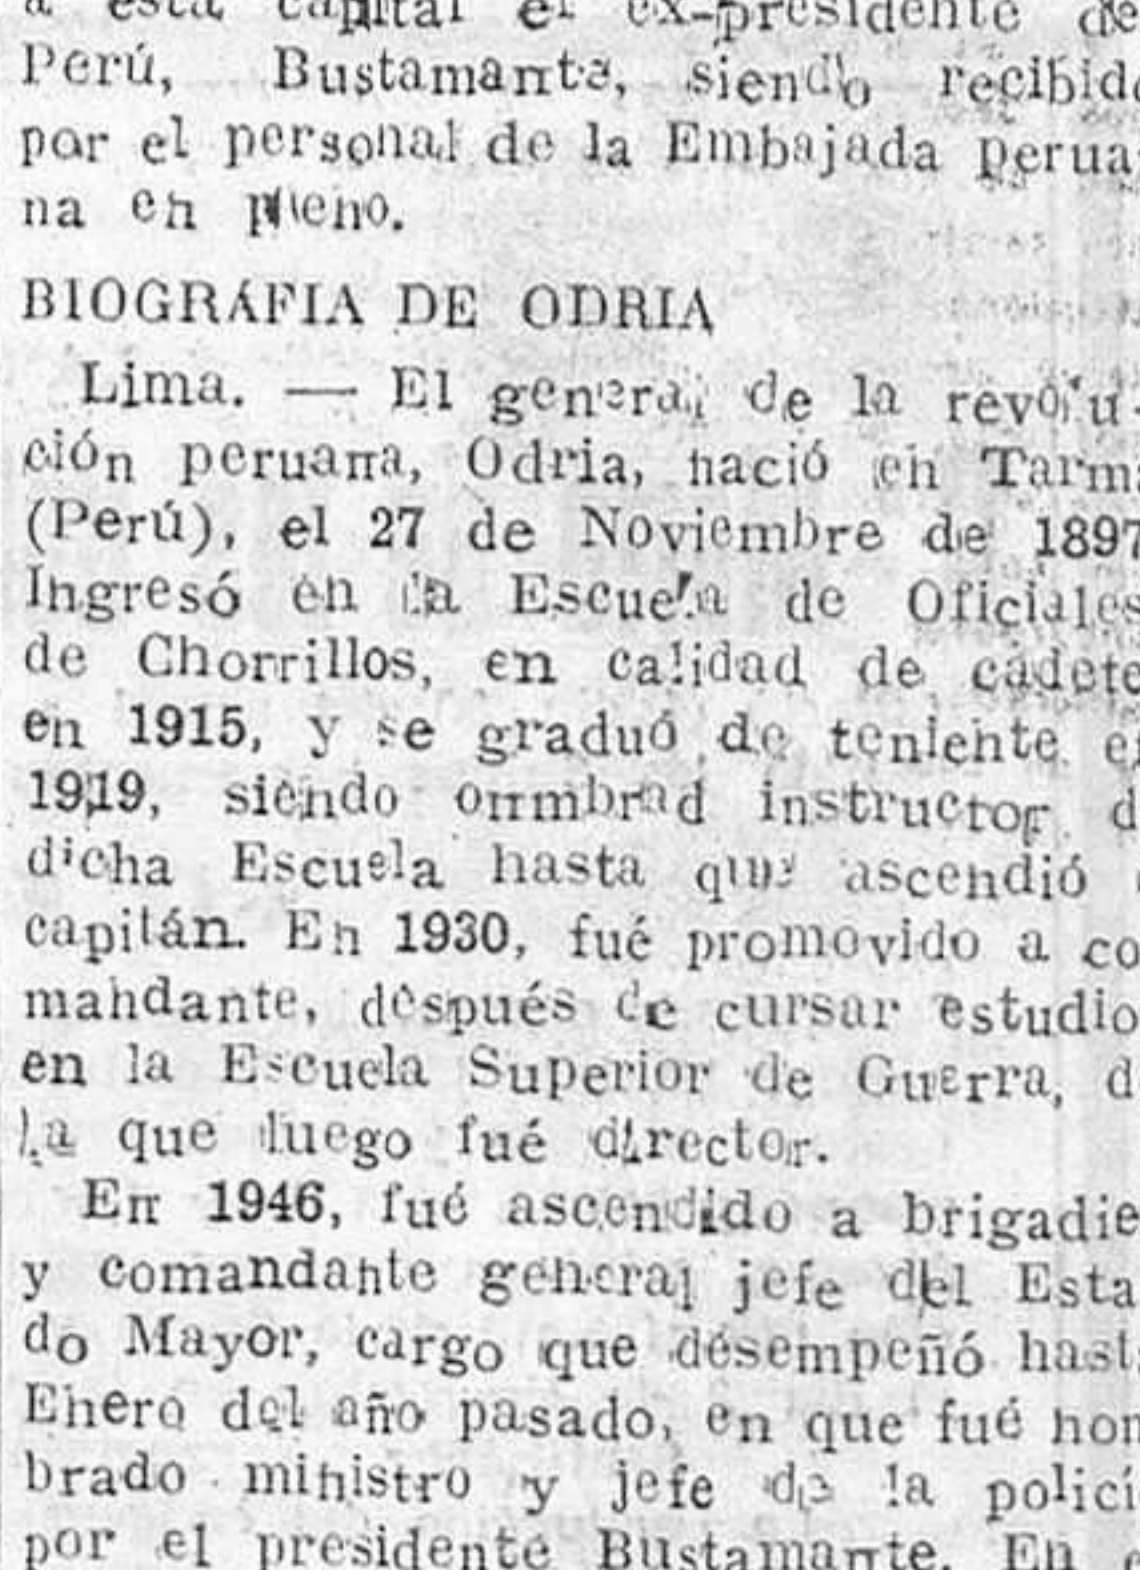 a esta capital el ex-presidente de
Perú, Bustamante, siendo recibido
por el personal de la Embajada perua-
na en pleno.
BIOGRAFIA DE ODRIA
Lima. — El general de la revolu-
ción peruana, Odria, nació en Tarma
(Perú), el 27 de Noviembre de 1897
Ingresó en la Escuela de Oficiales
de Chorrillos, en calidad de cadete
en 1915, y se graduó de teniente en
1919, siendo onmbrad instructor d
dicha Escuela hasta que ascendió
capitán. En 1930, fué promovido a co
mandante, después de cursar estudio
en la Escuela Superior de Guerra, d
la que luego fué director.
En 1946, fué ascendido a brigadie
y comandante general jefe del Esta
do Mayor, cargo que desempeñó hasta
Enero del año pasado, en que fué nom
brado ministro y jefe de la polici
por el presidente Bustamante. En